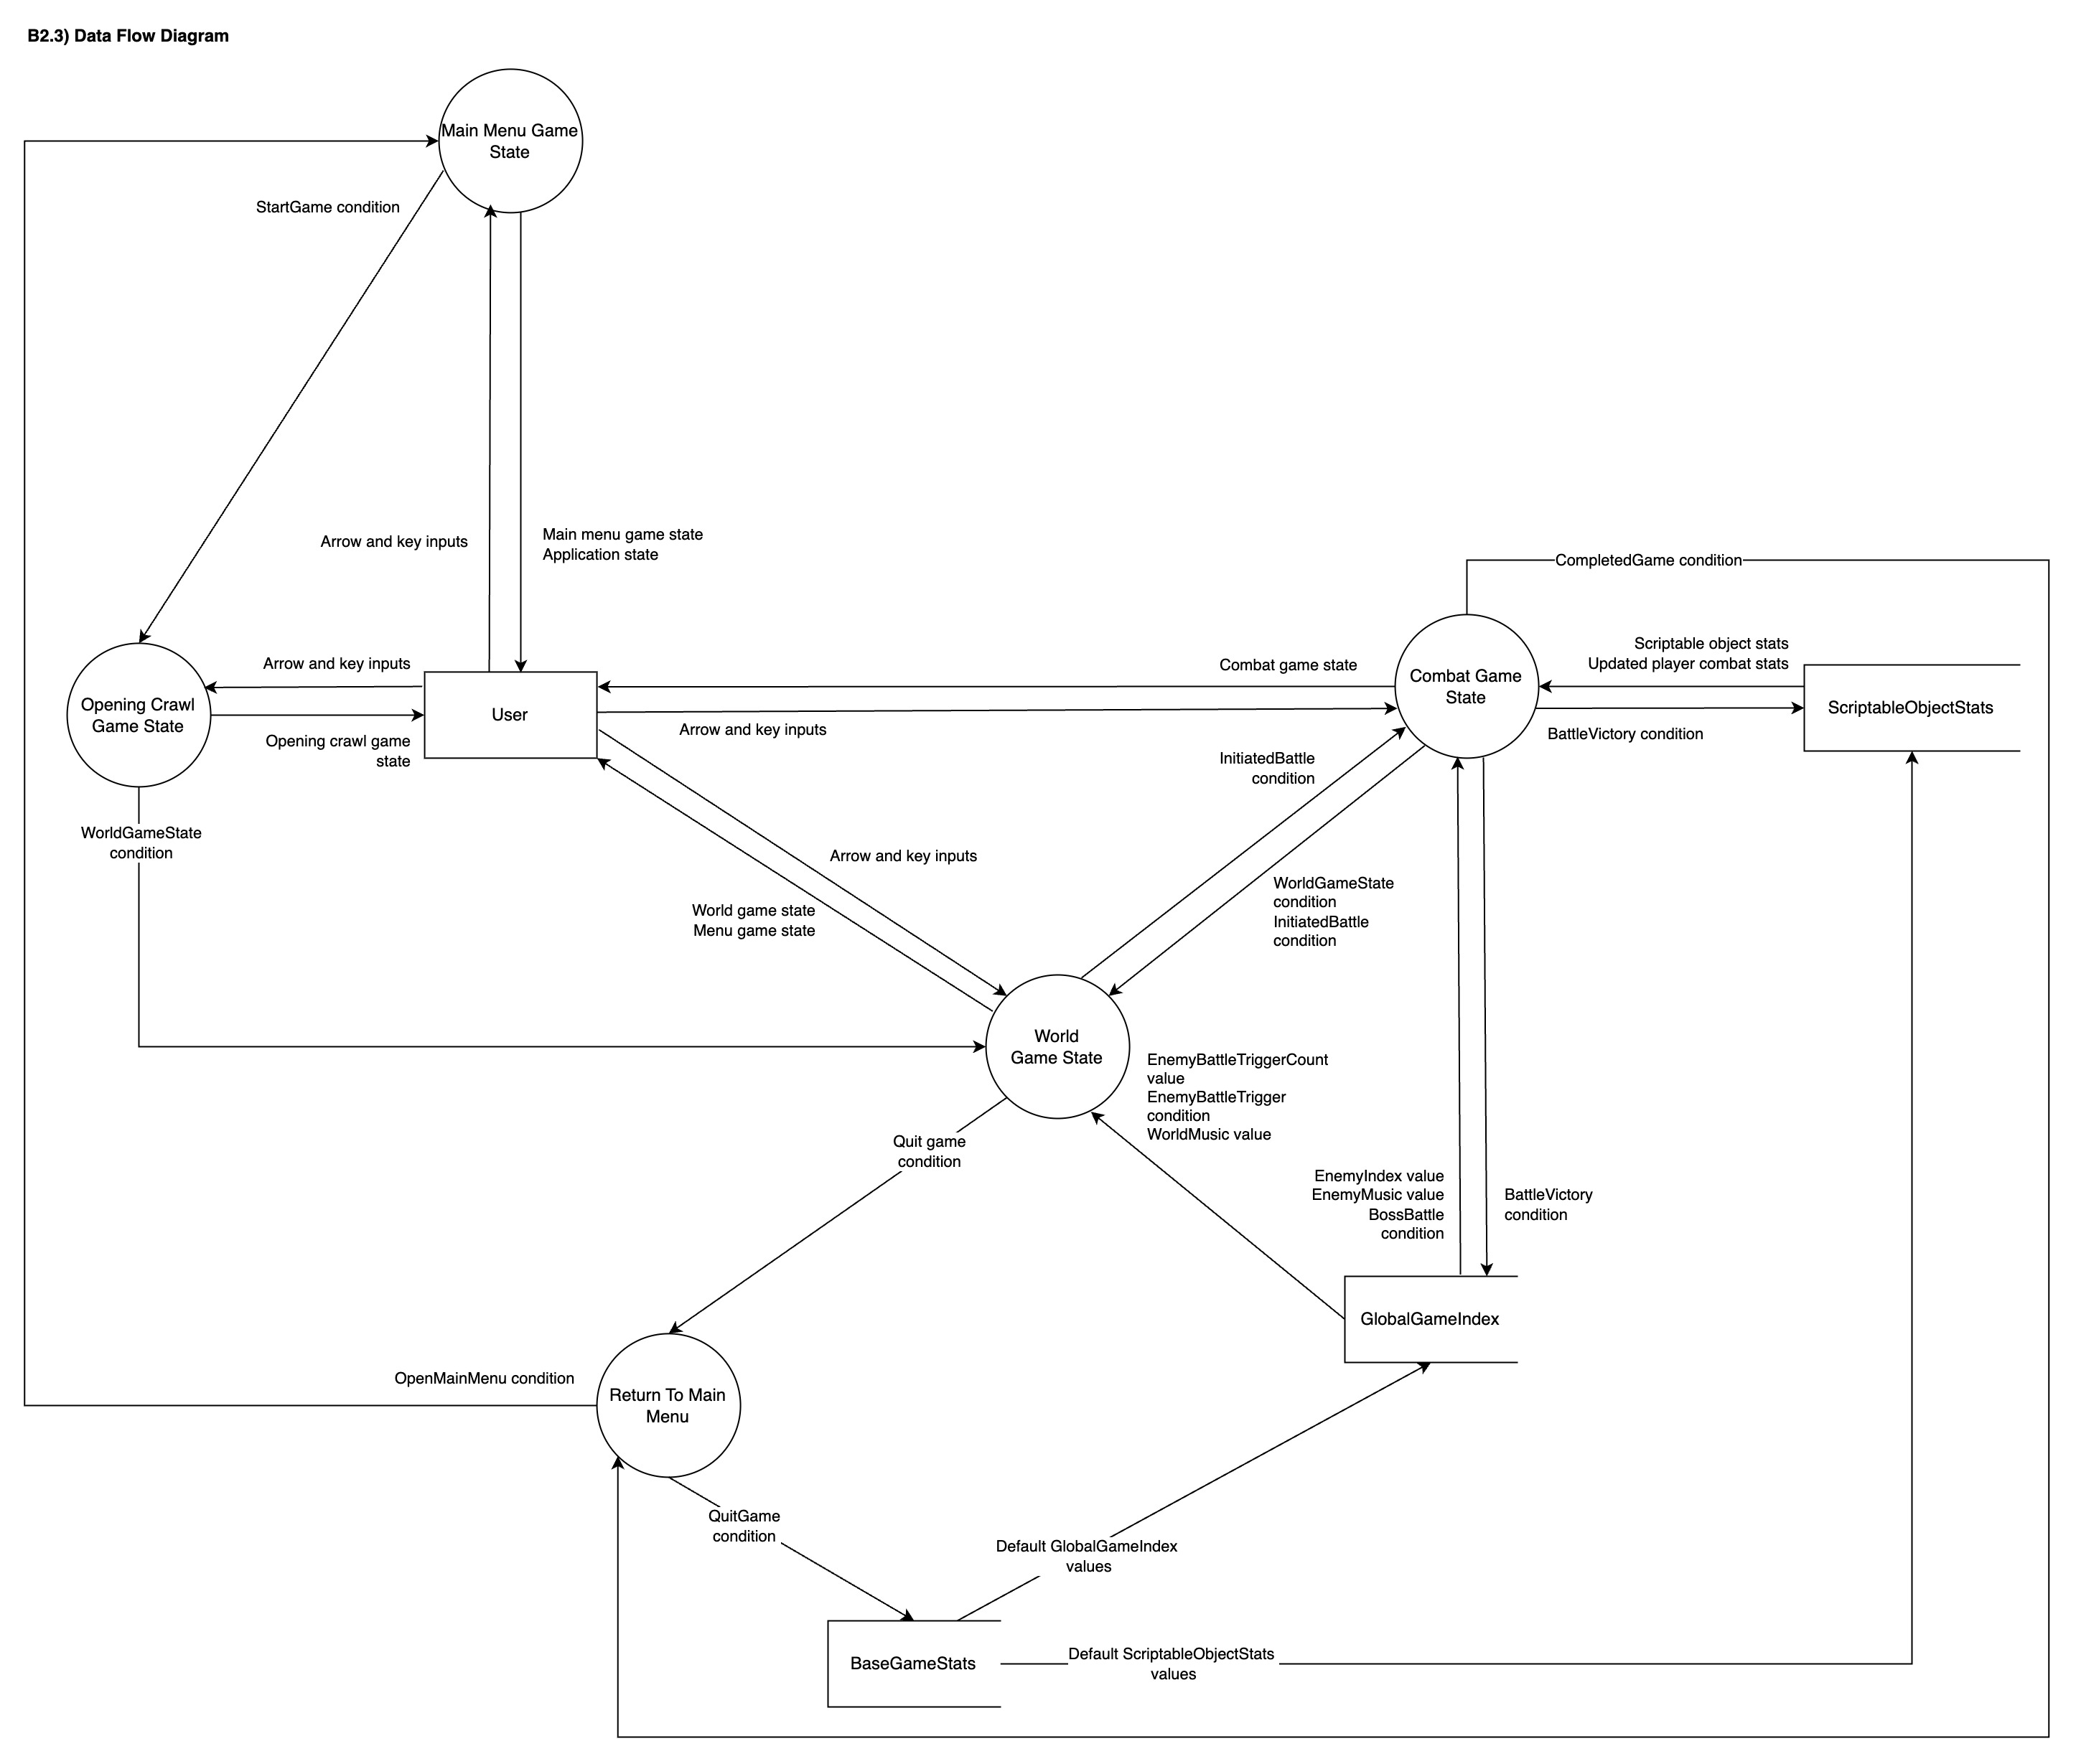 B2.3) Data Flow Diagram
Main Menu Game
State
StartGame condition
Arrow and key inputs
Main menu game state
Application state
CompletedGame condition
Arrow and key inputs
Opening Crawl
Game State
User
Opening crawl game
state
Combat game state
Arrow and key inputs
Combat Game
State
Scriptable object stats
Updated player combat stats
ScriptableObjectStats
BattleVictory condition
InitiatedBattle
condition
WorldGameState
condition
Arrow and key inputs
World game state
Menu game state
WorldGameState
condition
InitiatedBattle
condition
World
Game State
EnemyBattleTriggerCount
value
EnemyBattleTrigger
condition
WorldMusic value
Quit game
condition
EnemyIndex value
EnemyMusic value
BossBattle
condition
BattleVictory
condition
GlobalGameIndex
OpenMainMenu condition
Return To Main
Menu
QuitGame
condition
Default GlobalGameIndex
values
BaseGameStats
Default ScriptableObjectStats
values